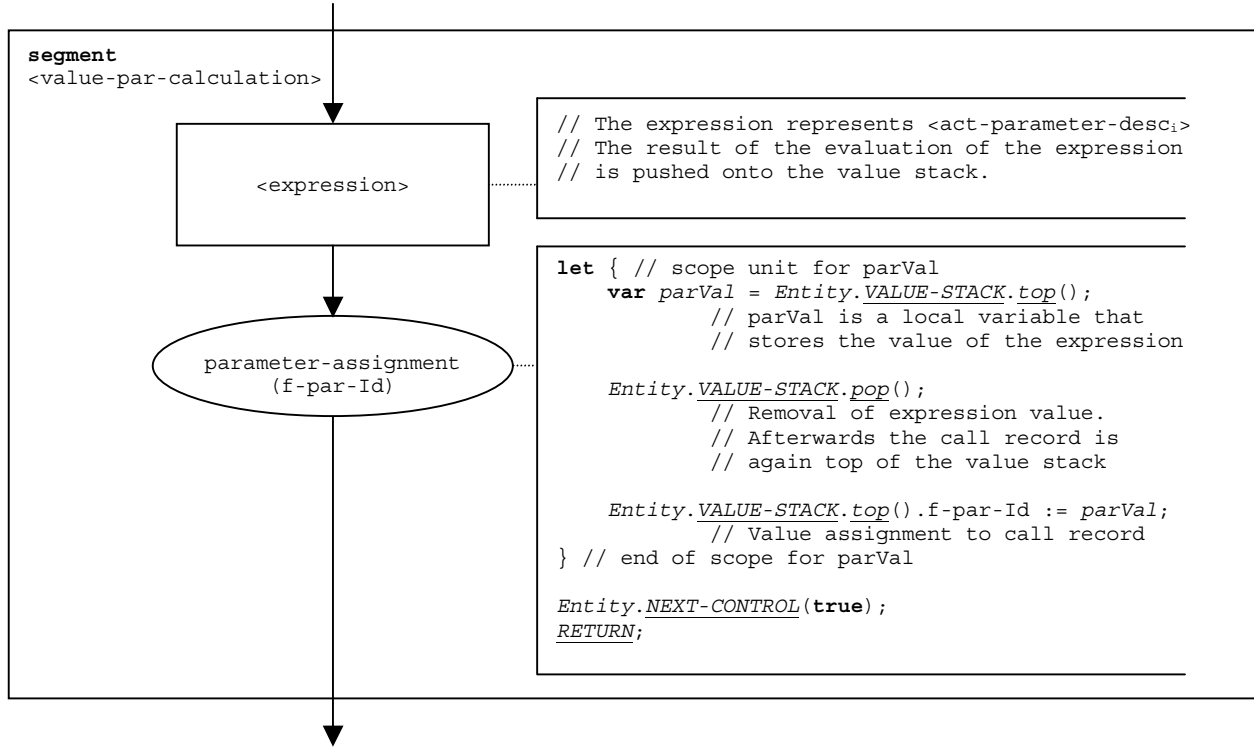 segment
<value-par-calculation>
<expression>
// The expression represents <act-parameter-descᵢ>
// The result of the evaluation of the expression
// is pushed onto the value stack.
parameter-assignment
(f-par-Id)
let { // scope unit for parVal
var parVal = Entity.VALUE-STACK.top();
// parVal is a local variable that
// stores the value of the expression
Entity.VALUE-STACK.pop();
// Removal of expression value.
// Afterwards the call record is
// again top of the value stack
Entity.VALUE-STACK.top().f-par-Id := parVal;
// Value assignment to call record
} // end of scope for parVal
Entity.NEXT-CONTROL(true);
RETURN;